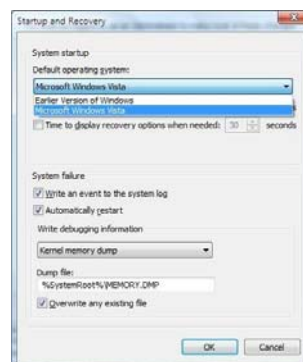 Startup and Recovery
System startup
Default operating system:
Microsoft Windows Vista
Earlier Version of Windows
Microsoft Windows Vista
Time to display recovery options when needed: 30 seconds
System failure
Write an event to the system log
Automatically restart
Write debugging information
Kernel memory dump
Dump file:
%SystemRoot%\MEMORY.DMP
Overwrite any existing file
OK Cancel